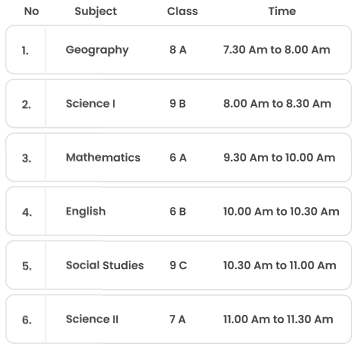 No Subject Class Time
1. Geography 8 A 7.30 Am to 8.00 Am
2. Science I 9 B 8.00 Am to 8.30 Am
3. Mathematics 6 A 9.30 Am to 10.00 Am
4. English 6 B 10.00 Am to 10.30 Am
5. Social Studies 9 C 10.30 Am to 11.00 Am
6. Science II 7 A 11.00 Am to 11.30 Am